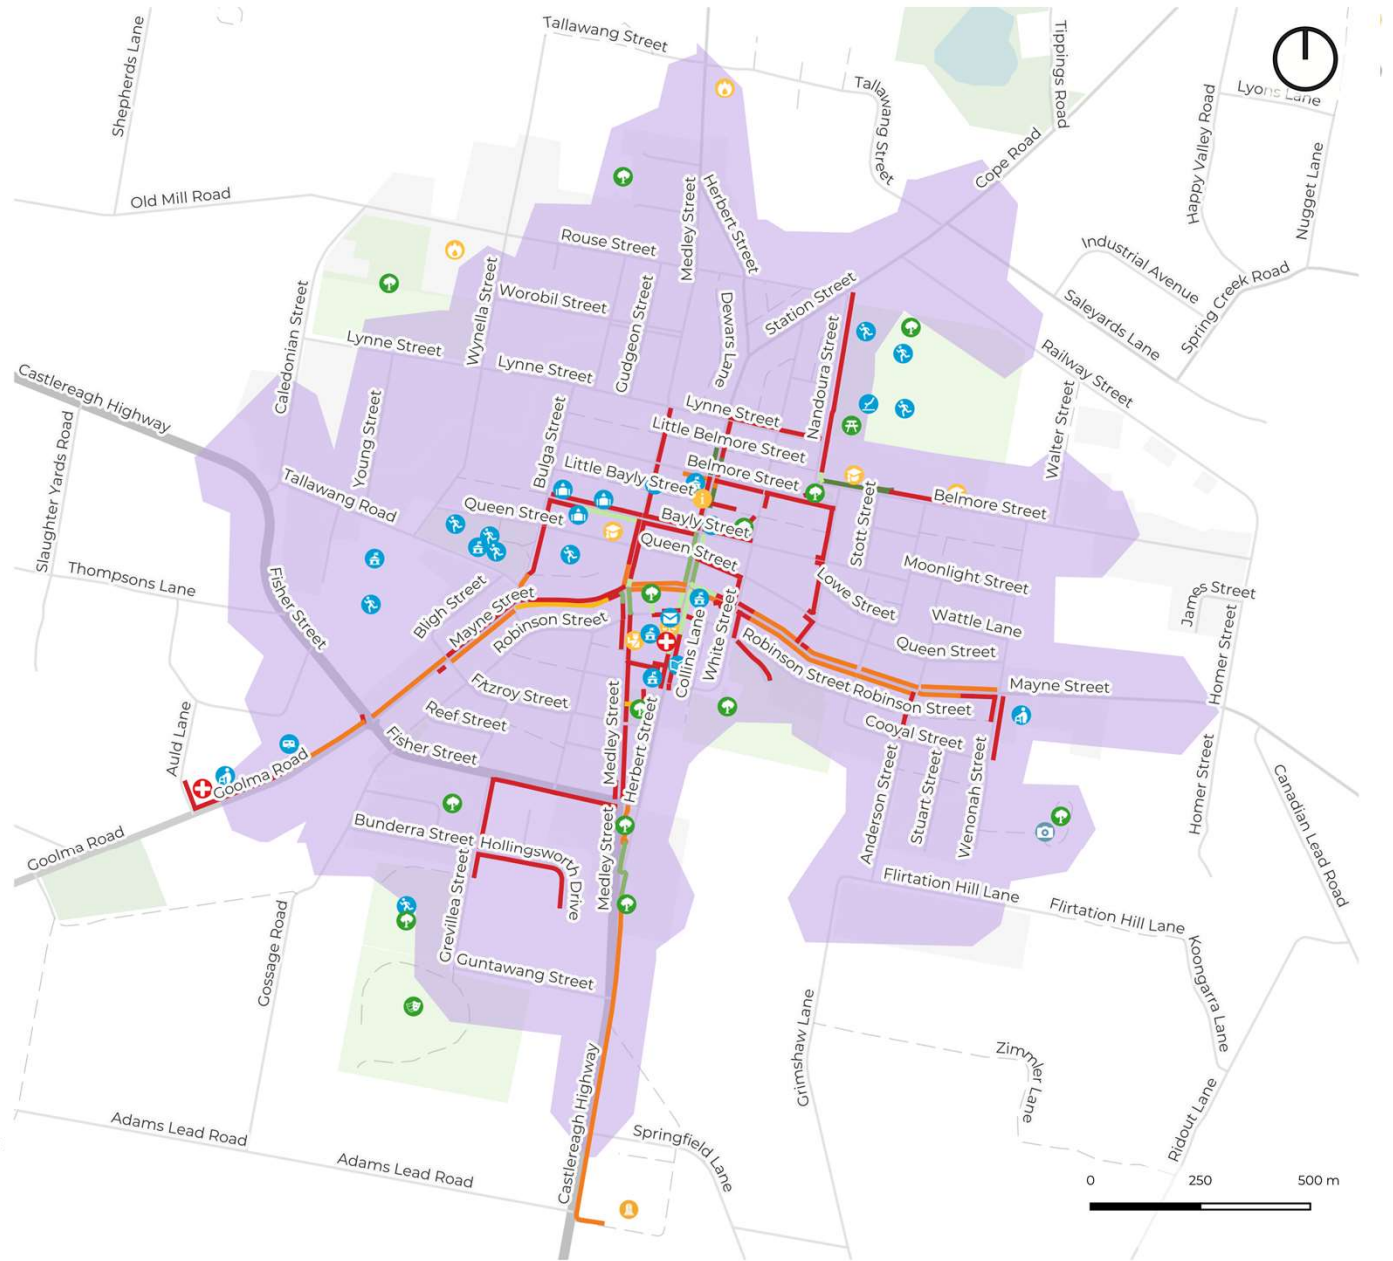 Tallawang Street
Shepherds Lane
Tippings Road
Lyons Lane
Tallawang Street
Happy Valley Road
Cope Road
Nugget Lane
Old Mill Road
Medley Street
Herbert Street
Rouse Street
Industrial Avenue
Spring Creek Road
Worobil Street
Wynella Street
Gudgeon Street
Dewars Lane
Station Street
Saleyards Lane
Caledonian Street
Lynne Street
Lynne Street
Nandoura Street
Railway Street
Castlereagh Highway
Young Street
Lynne Street
Little Belmore Street
Walter Street
Slaughter Yards Road
Bulga Street
Little Bayly Street
Belmore Street
Belmore Street
Tallawang Road
Queen Street
Bayly Street
Stott Street
Queen Street
Moonlight Street
Thompsons Lane
Fisher Street
Bligh Street
Mayne Street
Lowe Street
James Street
Robinson Street
White Street
Wattle Lane
Collins Lane
Queen Street
Homer Street
Robinson Street
Robinson Street
Mayne Street
Fitzroy Street
Medley Street
Reef Street
Herbert Street
Cooyal Street
Auld Lane
Fisher Street
Goolma Road
Anderson Street
Stuart Street
Wenonah Street
Homer Street
Canadian Lead Road
Bunderra Street
Hollingsworth Drive
Medley Street
Goolma Road
Grevillea Street
Flirtation Hill Lane
Flirtation Hill Lane
Gossage Road
Guntawang Street
Koongarra Lane
Grimshaw Lane
Zimmler Lane
Castlereagh Highway
Adams Lead Road
Springfield Lane
Ridout Lane
Adams Lead Road
0 250 500 m